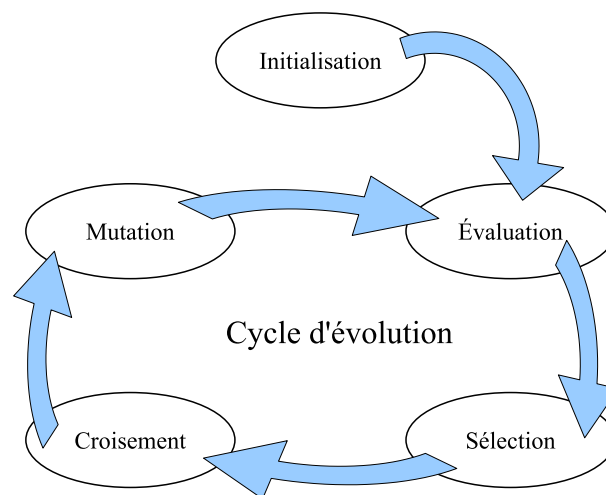 Initialisation
Mutation
Évaluation
Cycle d'évolution
Croisement
Sélection